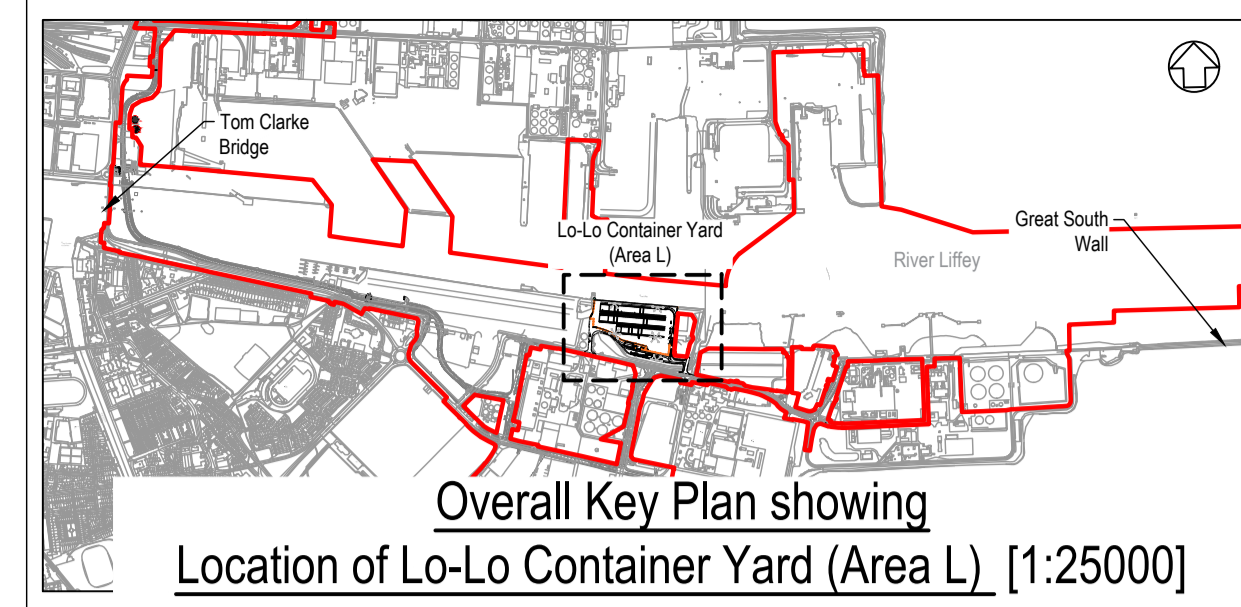 Tom Clarke
Bridge
Lo-Lo Container Yard
(Area L)
Great South
Wall
River Liffey
Overall Key Plan showing
Location of Lo-Lo Container Yard (Area L) [1:25000]